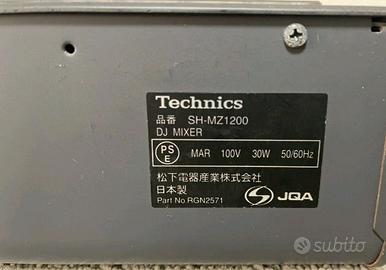 Technics
品番 SH-MZ1200
DJ MIXER
PS E MAR 100V 30W 50/60Hz
松下電器産業株式会社
日本製 JQA
Part No RGN2571
subito